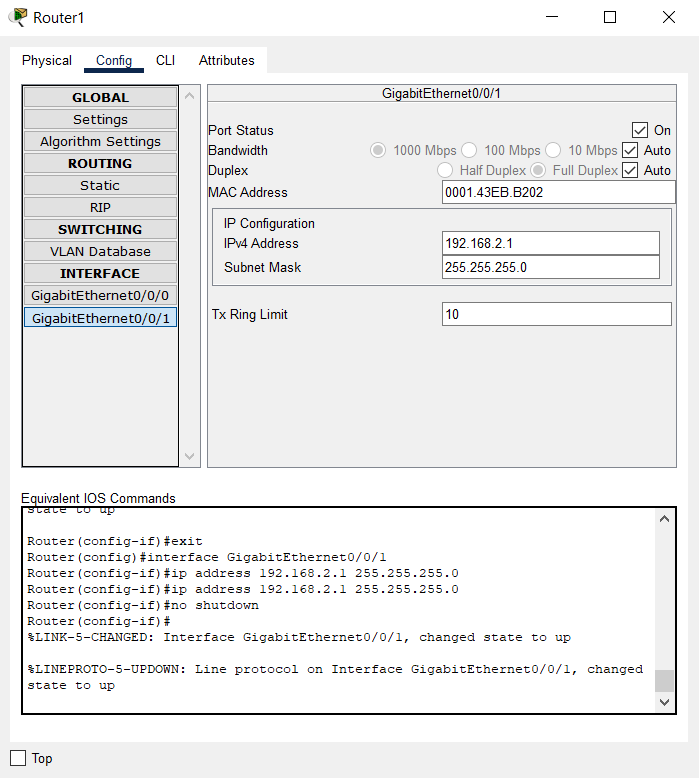 Router1
Physical Config CLI Attributes
GLOBAL
Settings
Algorithm Settings
ROUTING
Static
RIP
SWITCHING
VLAN Database
INTERFACE
GigabitEthernet0/0/0
GigabitEthernet0/0/1
GigabitEthernet0/0/1
Port Status On
Bandwidth 1000 Mbps 100 Mbps 10 Mbps Auto
Duplex Half Duplex Full Duplex Auto
MAC Address 0001.43EB.B202
IP Configuration
IPv4 Address 192.168.2.1
Subnet Mask 255.255.255.0
Tx Ring Limit 10
Equivalent IOS Commands
state to up
Router(config-if)#exit
Router(config)#interface GigabitEthernet0/0/1
Router(config-if)#ip address 192.168.2.1 255.255.255.0
Router(config-if)#ip address 192.168.2.1 255.255.255.0
Router(config-if)#no shutdown
Router(config-if)#
%LINK-5-CHANGED: Interface GigabitEthernet0/0/1, changed state to up
%LINEPROTO-5-UPDOWN: Line protocol on Interface GigabitEthernet0/0/1, changed
state to up
Top